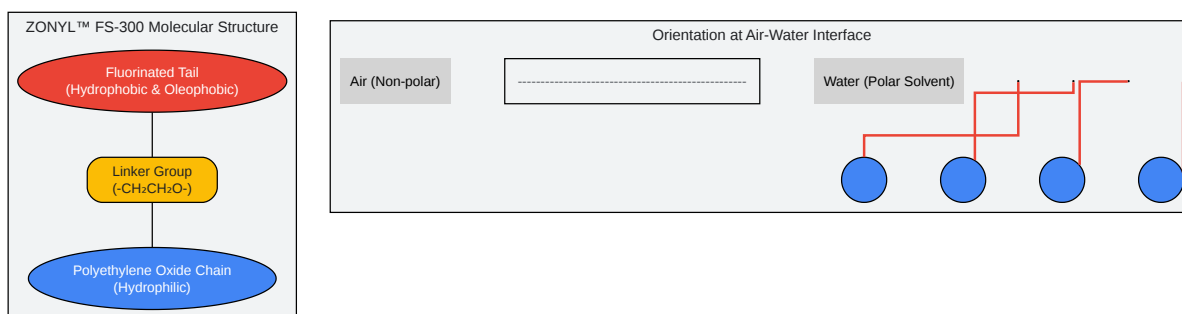 ZONYL™ FS-300 Molecular Structure
Fluorinated Tail
(Hydrophobic & Oleophobic)
Linker Group
(-CH₂CH₂O-)
Polyethylene Oxide Chain
(Hydrophilic)
Orientation at Air-Water Interface
Air (Non-polar)
--------------------------------------------------
Water (Polar Solvent)